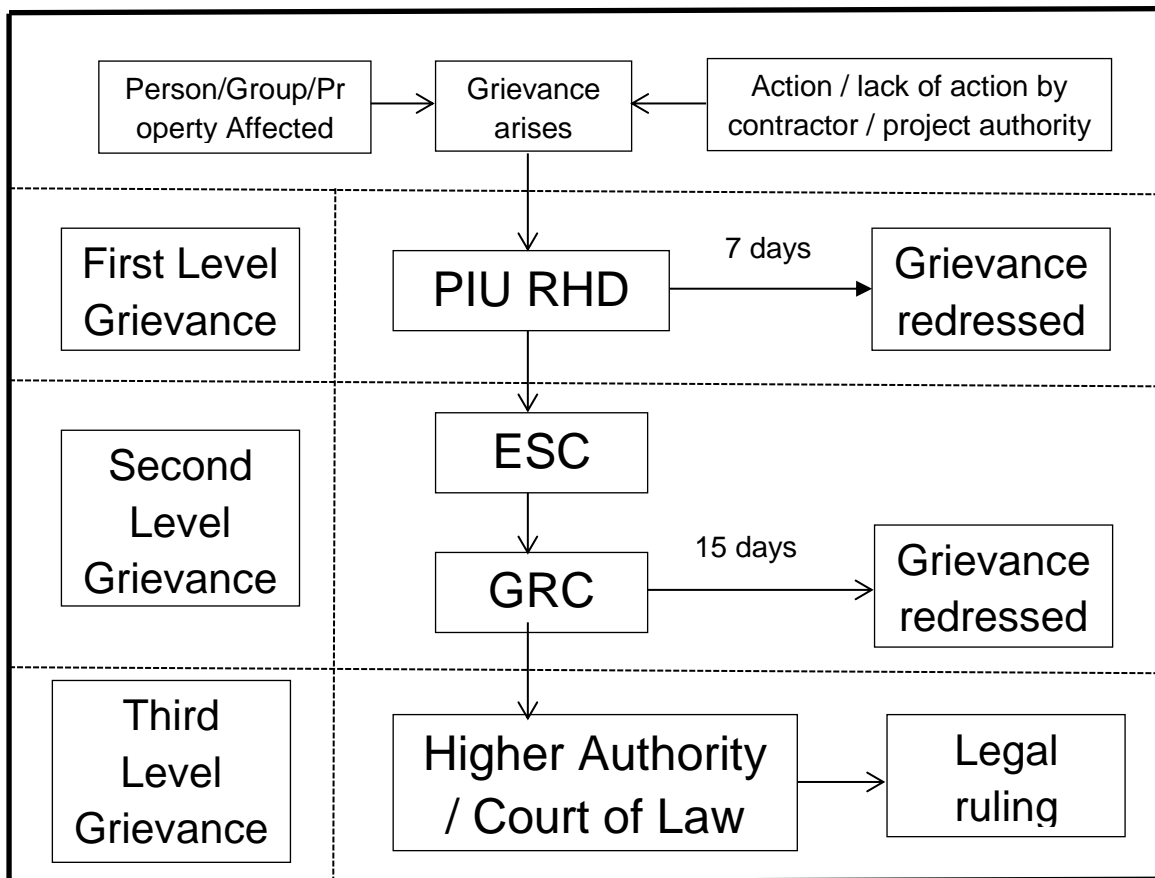 Person/Group/Pr
operty Affected
Grievance
arises
Action / lack of action by
contractor / project authority
First Level
Grievance
PIU RHD
7 days
Grievance
redressed
Second
Level
Grievance
ESC
GRC
15 days
Grievance
redressed
Third
Level
Grievance
Higher Authority
/ Court of Law
Legal
ruling